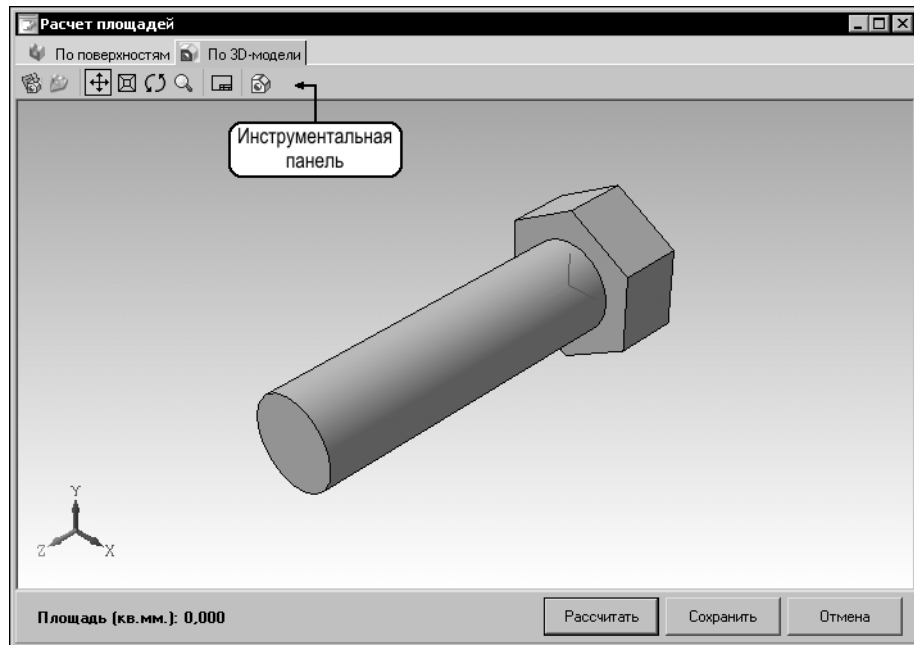 Расчет площадей
По поверхностям По 3D-модели
Инструментальная
панель
Y
Z X
Площадь (кв.мм.): 0,000 Рассчитать Сохранить Отмена